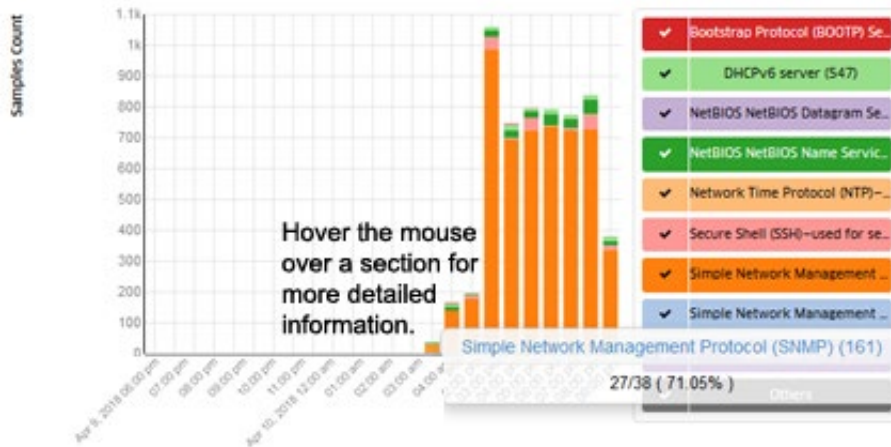 Samples Count
1.1k
1k
900
800
700
600
500
400
300
200
100
0
Hover the mouse
over a section for
more detailed
information.
Apr 9, 2018 06:00 pm
07:00 pm
08:00 pm
09:00 pm
10:00 pm
11:00 pm
Apr 10, 2018 12:00 am
01:00 am
02:00 am
03:00 am
04:00
Bootstrap Protocol (BOOTP) Se...
DHCPv6 server (547)
NetBIOS NetBIOS Datagram Se...
NetBIOS NetBIOS Name Servic...
Network Time Protocol (NTP)-...
Secure Shell (SSH)-used for se...
Simple Network Management ...
Simple Network Management ...
Simple Network Management Protocol (SNMP) (161)
27/38 ( 71.05% )
Others